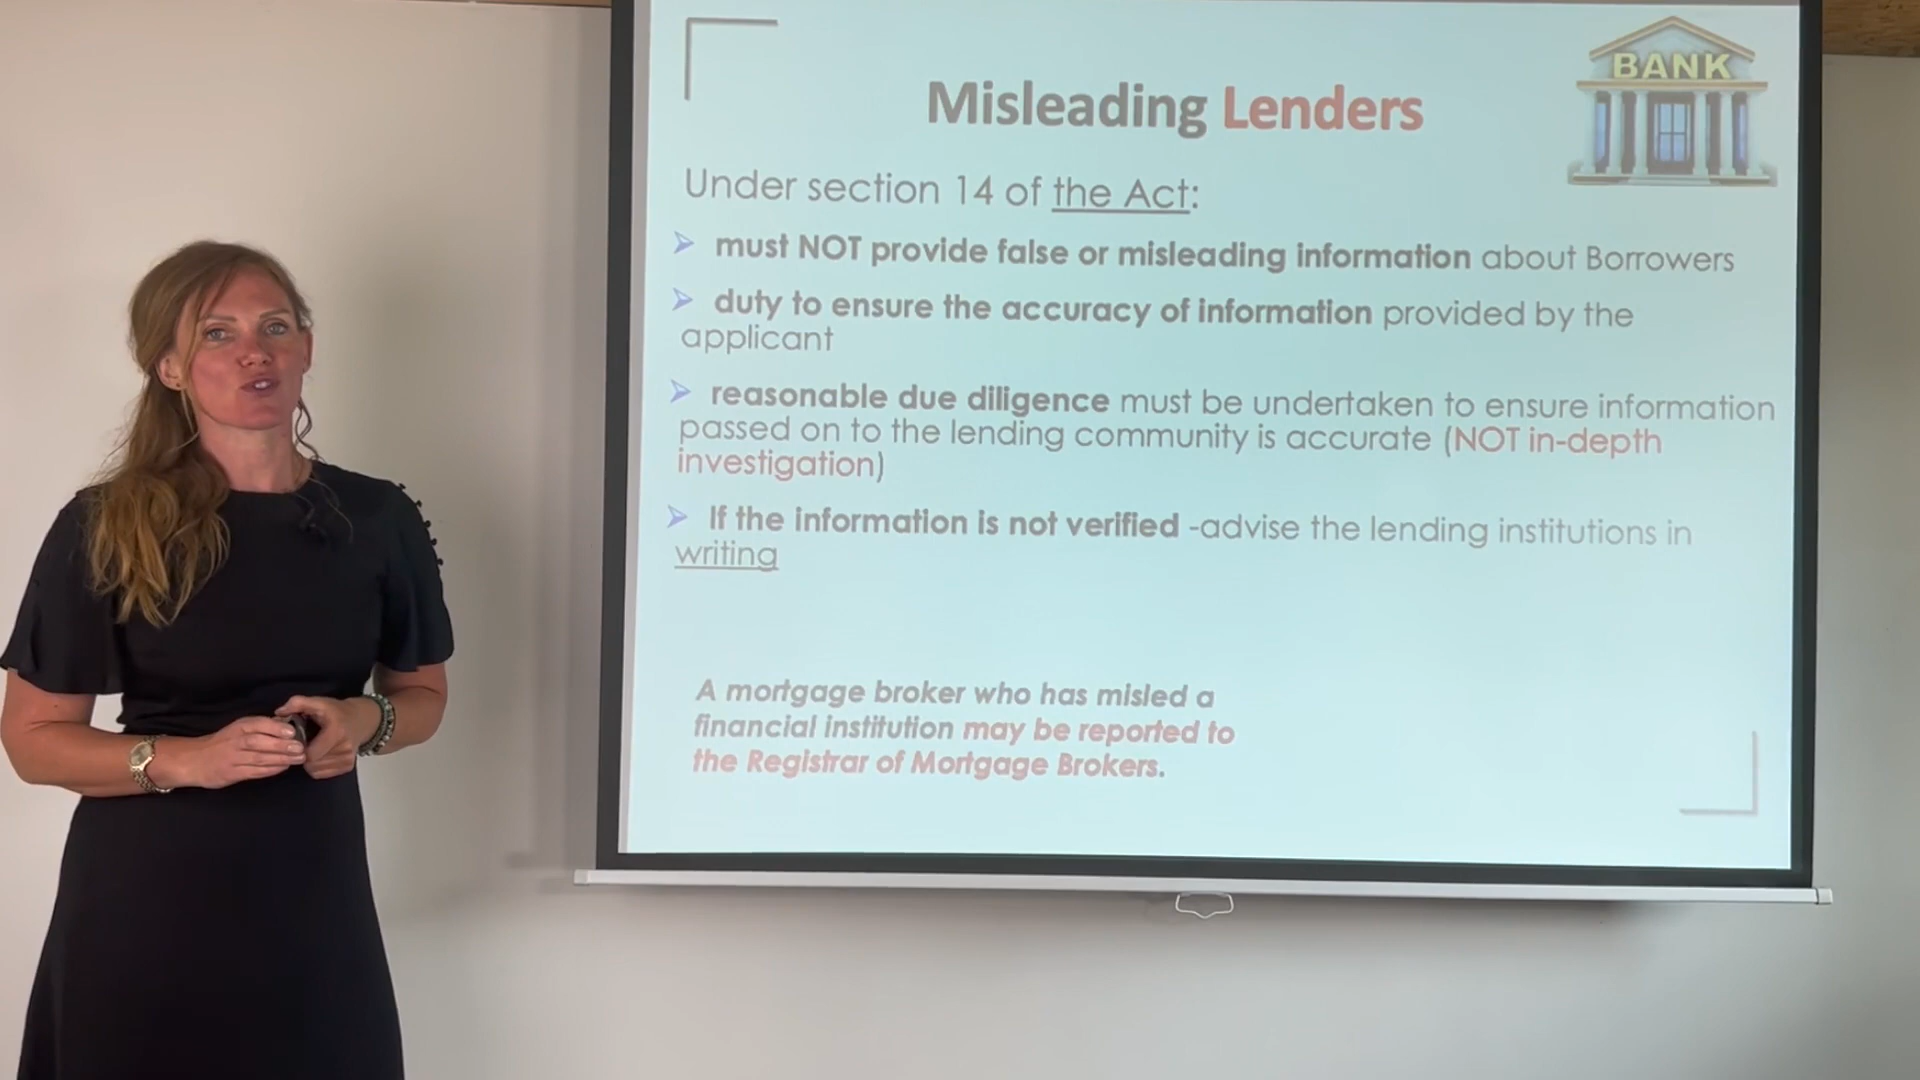 BANK
Misleading Lenders
Under section 14 of the Act:
➢ must NOT provide false or misleading information about Borrowers
➢ duty to ensure the accuracy of information provided by the
applicant
➢ reasonable due diligence must be undertaken to ensure information
passed on to the lending community is accurate (NOT in-depth
investigation)
➢ If the information is not verified -advise the lending institutions in
writing
A mortgage broker who has misled a
financial institution may be reported to
the Registrar of Mortgage Brokers.